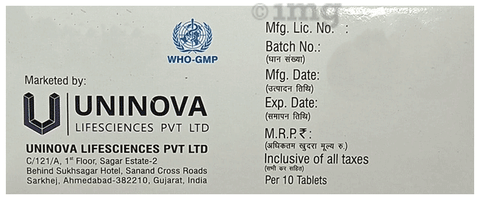 1mg
WHO-GMP
Marketed by:
UNINOVA
LIFESCIENCES PVT LTD
UNINOVA LIFESCIENCES PVT LTD
C/121/A, 1st Floor, Sagar Estate-2
Behind Sukhsagar Hotel, Sanand Cross Roads
Sarkhej, Ahmedabad-382210, Gujarat, India
Mfg. Lic. No. :
Batch No.:
(घान संख्या)
Mfg. Date:
(उत्पादन तिथि)
Exp. Date:
(समापन तिथि)
M.R.P.₹:
(अधिकतम खुदरा मूल्य रु.)
Inclusive of all taxes
(सभी कर सहित)
Per 10 Tablets